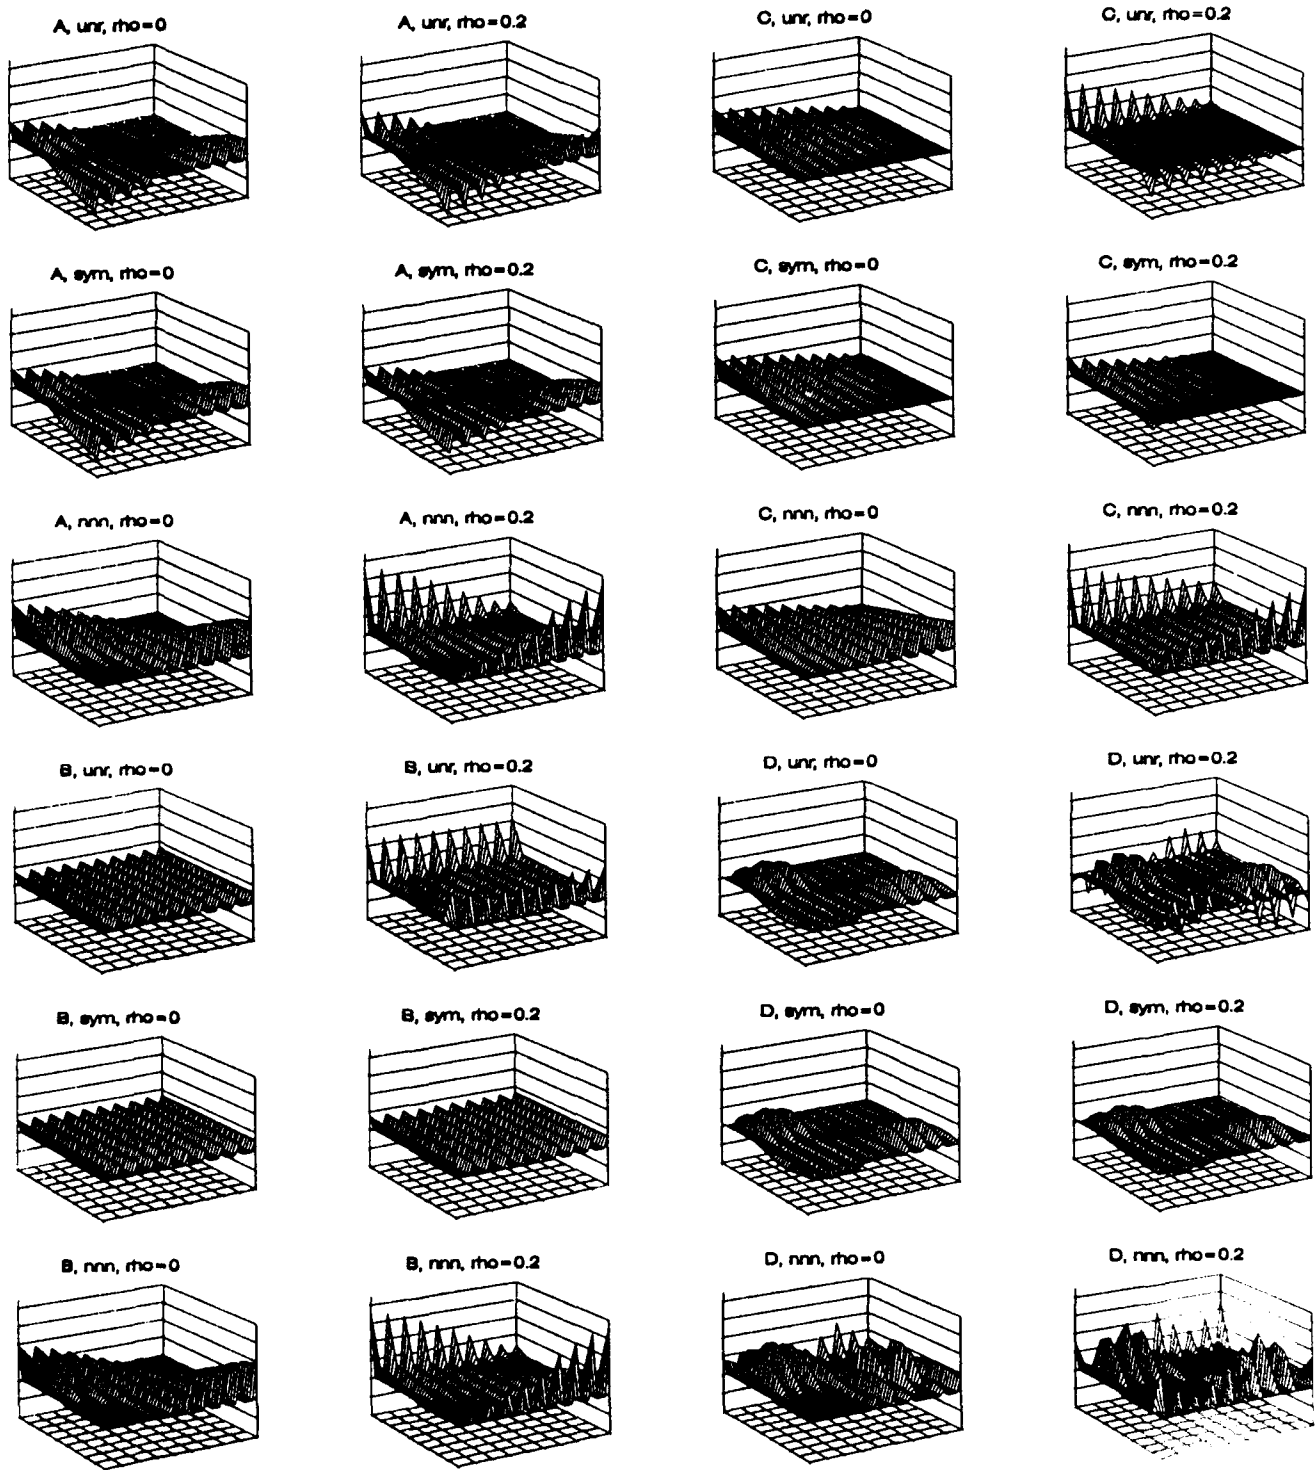 A, unr, rho=0
A, unr, rho=0.2
C, unr, rho=0
C, unr, rho=0.2
A, sym, rho=0
A, sym, rho=0.2
C, sym, rho=0
C, sym, rho=0.2
A, nnn, rho=0
A, nnn, rho=0.2
C, nnn, rho=0
C, nnn, rho=0.2
B, unr, rho=0
B, unr, rho=0.2
D, unr, rho=0
D, unr, rho=0.2
B, sym, rho=0
B, sym, rho=0.2
D, sym, rho=0
D, sym, rho=0.2
B, nnn, rho=0
B, nnn, rho=0.2
D, nnn, rho=0
D, nnn, rho=0.2